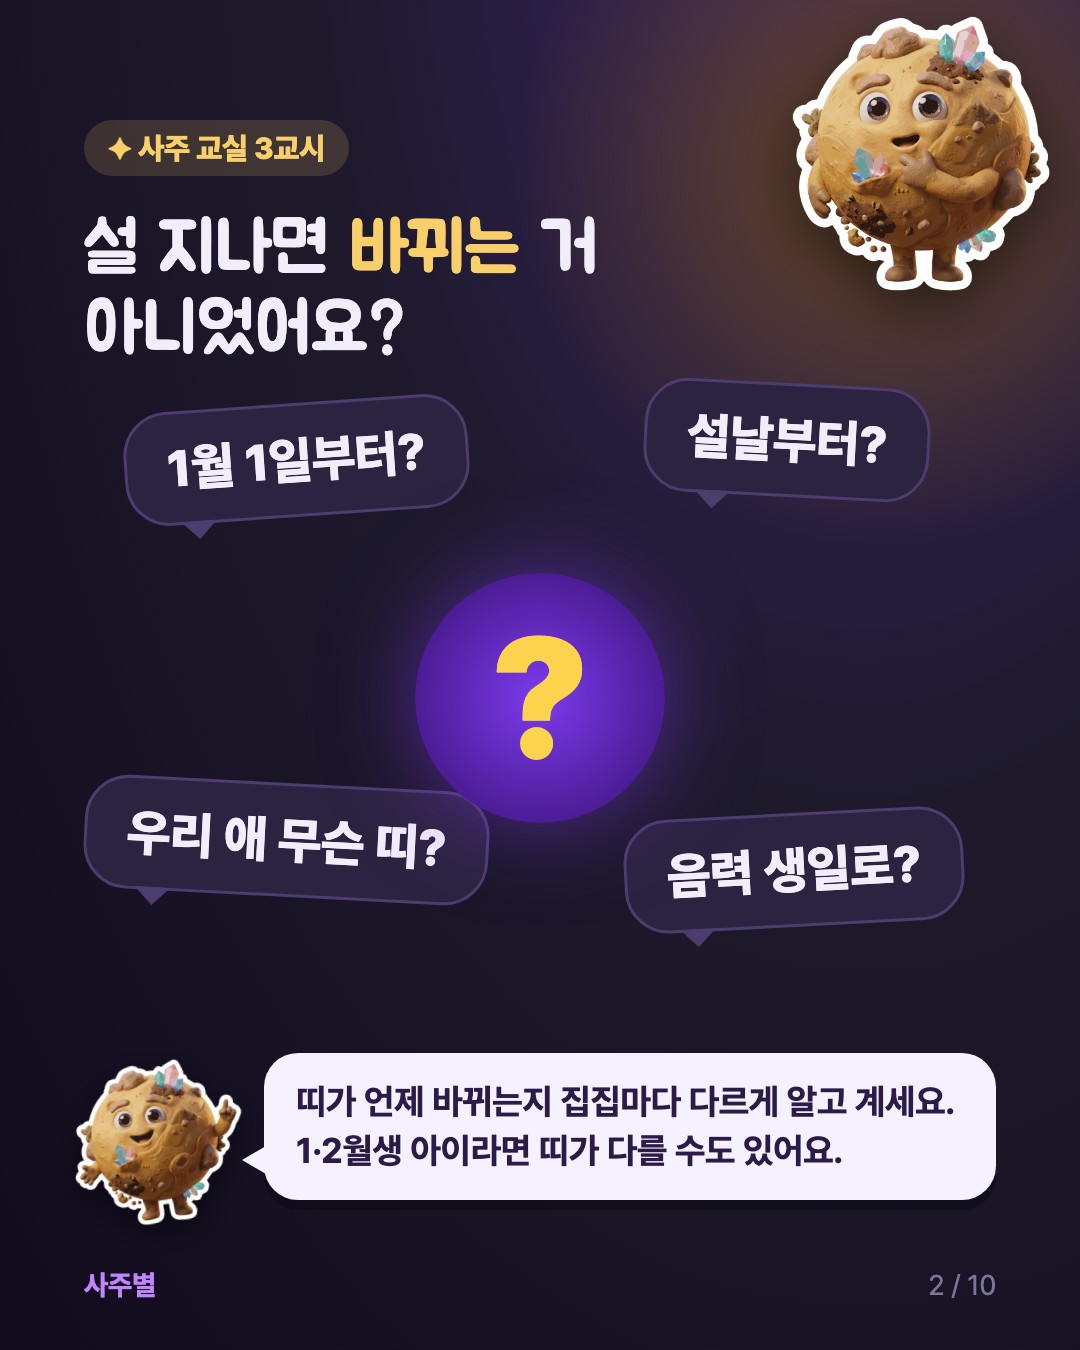 ✦ 사주 교실 3교시
설 지나면 바뀌는 거
아니었어요?
1월 1일부터?
설날부터?
?
우리 애 무슨 띠?
음력 생일로?
띠가 언제 바뀌는지 집집마다 다르게 알고 계세요.
1·2월생 아이라면 띠가 다를 수도 있어요.
사주별
2 / 10